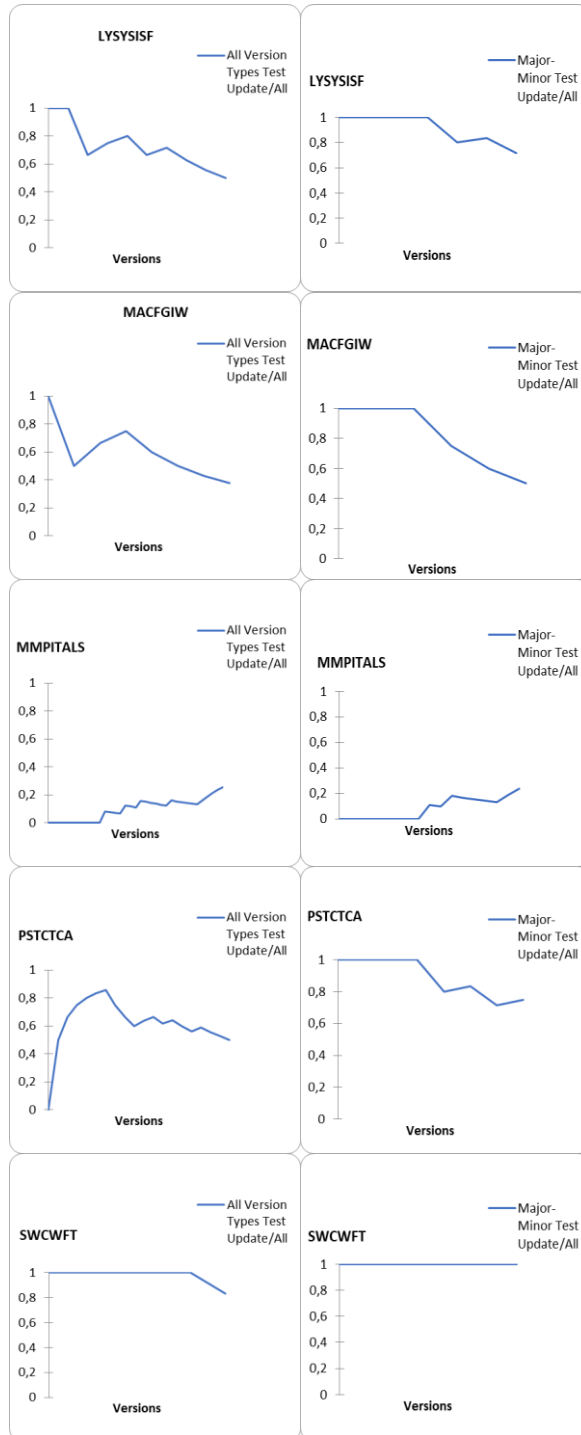 LYSYSISF
All Version
Types Test
Update/All
1
0,8
0,6
0,4
0,2
0
Versions
LYSYSISF
Major-
Minor Test
Update/All
1
0,8
0,6
0,4
0,2
0
Versions
MACFGIW
All Version
Types Test
Update/All
1
0,8
0,6
0,4
0,2
0
Versions
MACFGIW
Major-
Minor Test
Update/All
1
0,8
0,6
0,4
0,2
0
Versions
MMPITALS
All Version
Types Test
Update/All
1
0,8
0,6
0,4
0,2
0
Versions
MMPITALS
Major-
Minor Test
Update/All
1
0,8
0,6
0,4
0,2
0
Versions
PSTCTCA
All Version
Types Test
Update/All
1
0,8
0,6
0,4
0,2
0
Versions
PSTCTCA
Major-
Minor Test
Update/All
1
0,8
0,6
0,4
0,2
0
Versions
SWCWFT
All Version
Types Test
Update/All
1
0,8
0,6
0,4
0,2
0
Versions
SWCWFT
Major-
Minor Test
Update/All
1
0,8
0,6
0,4
0,2
0
Versions